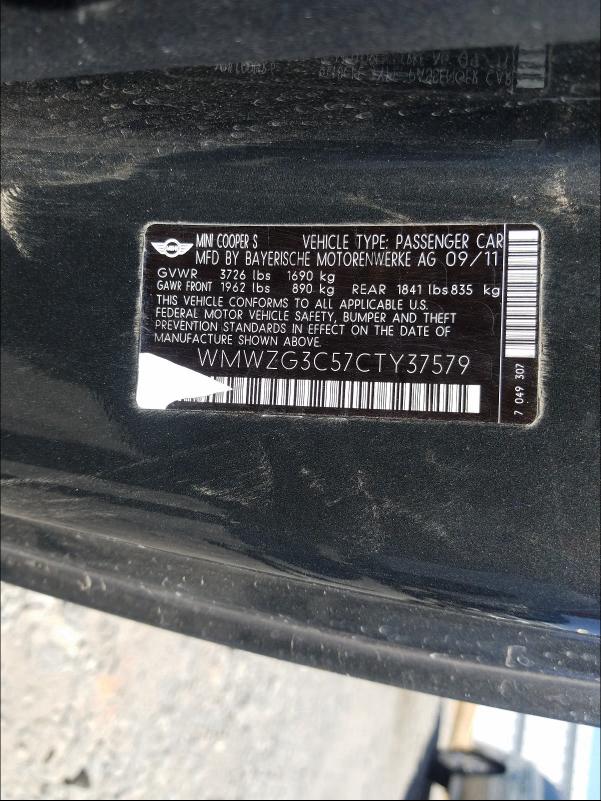 MINI COOPER S VEHICLE TYPE: PASSENGER CAR
MFD BY BAYERISCHE MOTORENWERKE AG 09/11
GVWR 3726 lbs 1690 kg
GAWR FRONT 1962 lbs 890 kg REAR 1841 lbs 835 kg
THIS VEHICLE CONFORMS TO ALL APPLICABLE U.S.
FEDERAL MOTOR VEHICLE SAFETY, BUMPER AND THEFT
PREVENTION STANDARDS IN EFFECT ON THE DATE OF
MANUFACTURE SHOWN ABOVE.
WMWZG3C57CTY37579
7 049 307